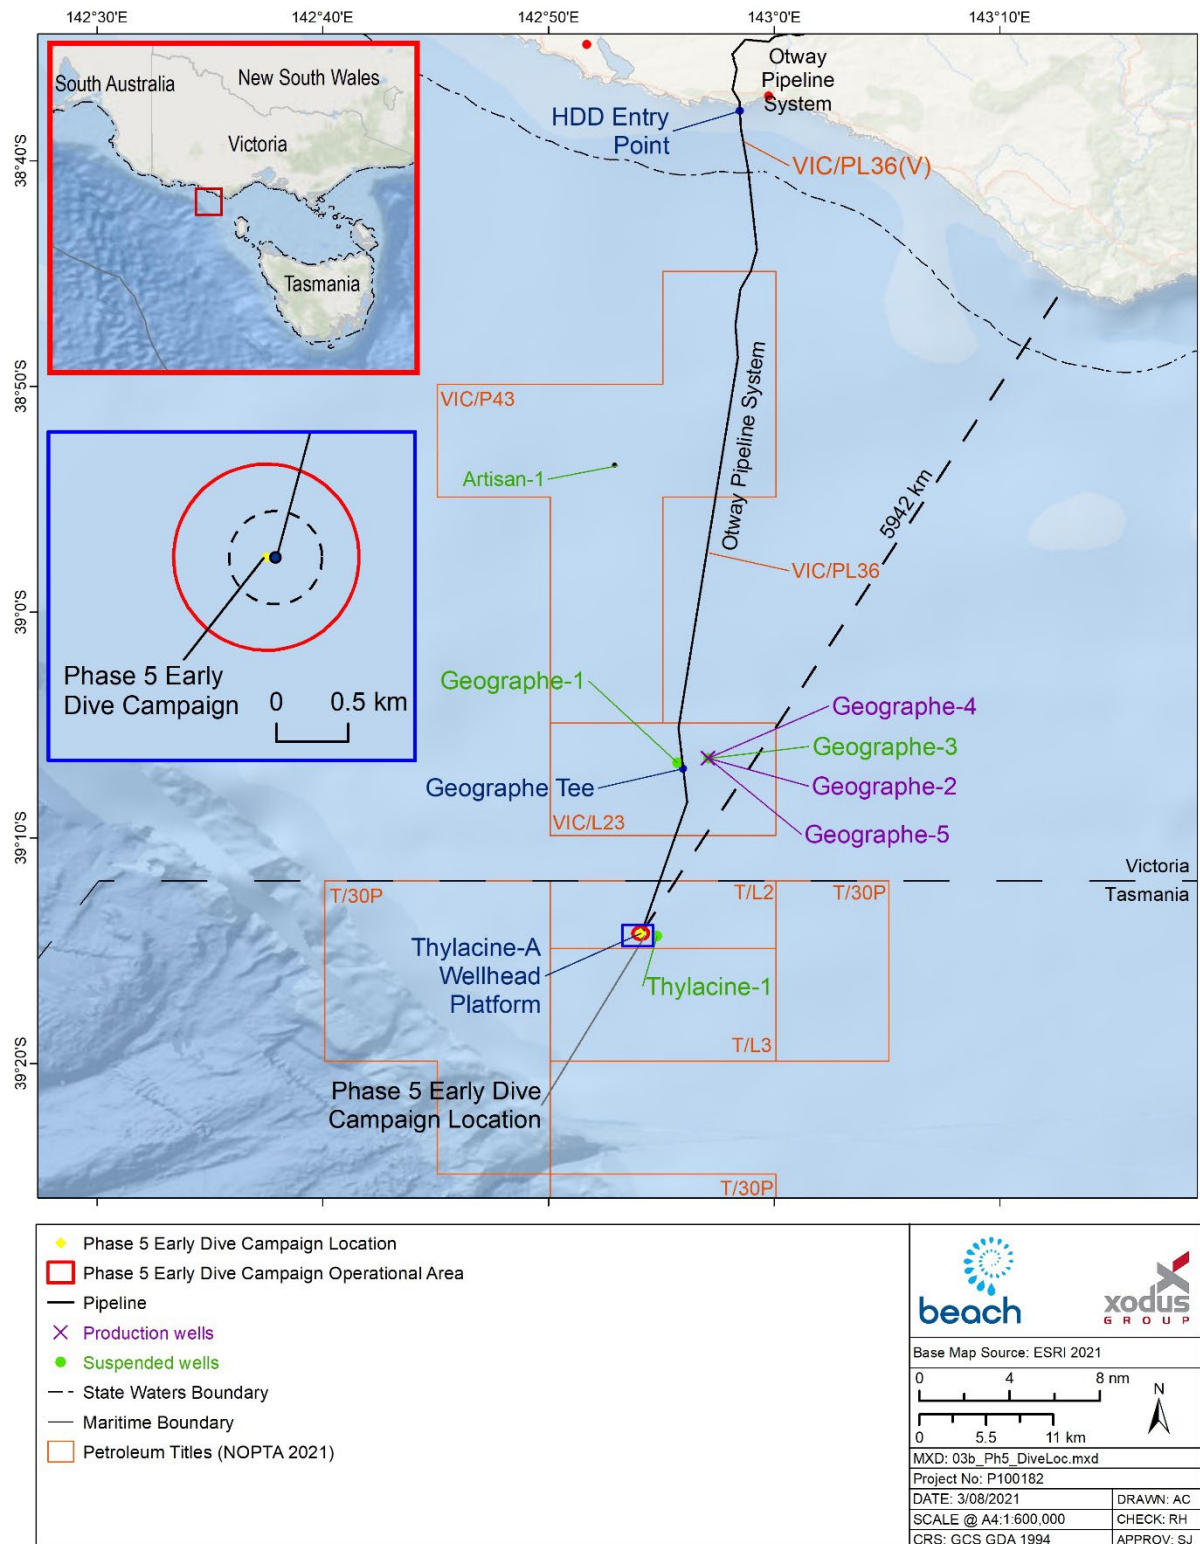 142°30'E
142°40'E
142°50'E
143°0'E
143°10'E
38°40'S
38°50'S
39°0'S
39°10'S
39°20'S
South Australia
New South Wales
Victoria
Tasmania
Otway
Pipeline
System
HDD Entry
Point
VIC/PL36(V)
VIC/P43
Artisan-1
Otway Pipeline System
5942 km
VIC/PL36
Phase 5 Early
Dive Campaign
0 0.5 km
Geographe-1
Geographe-4
Geographe-3
Geographe Tee
Geographe-2
VIC/L23
Geographe-5
Victoria
Tasmania
T/30P
T/L2
T/30P
Thylacine-A
Wellhead
Platform
Thylacine-1
T/L3
Phase 5 Early Dive
Campaign Location
T/30P
Phase 5 Early Dive Campaign Location
Phase 5 Early Dive Campaign Operational Area
Pipeline
Production wells
Suspended wells
State Waters Boundary
Maritime Boundary
Petroleum Titles (NOPTA 2021)
beach
xodus
GROUP
Base Map Source: ESRI 2021
0 4 8 nm
N
0 5.5 11 km
MXD: 03b_Ph5_DiveLoc.mxd
Project No: P100182
DATE: 3/08/2021 DRAWN: AC
SCALE @ A4:1:600,000 CHECK: RH
CRS: GCS GDA 1994 APPROV: SJ